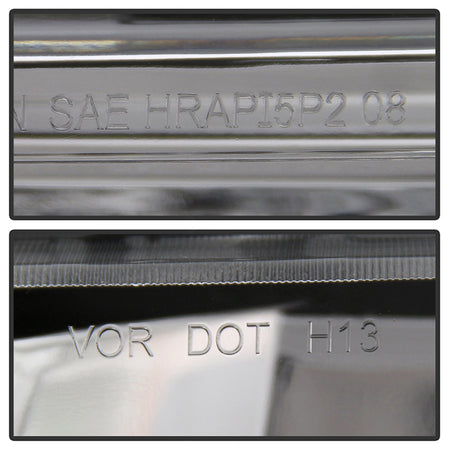 N SAE HRAPI5P2 08
VOR DOT H13